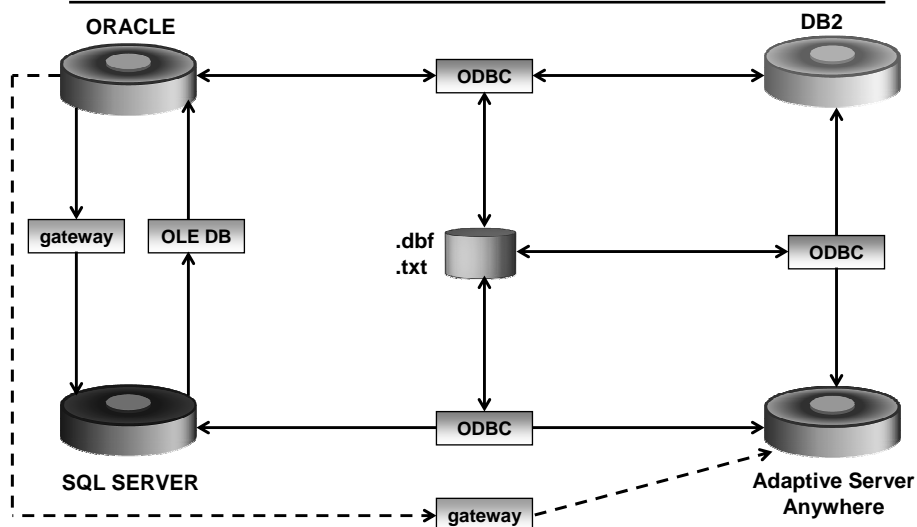 ORACLE
DB2
ODBC
gateway
OLE DB
.dbf
.txt
ODBC
ODBC
SQL SERVER
Adaptive Server
Anywhere
gateway